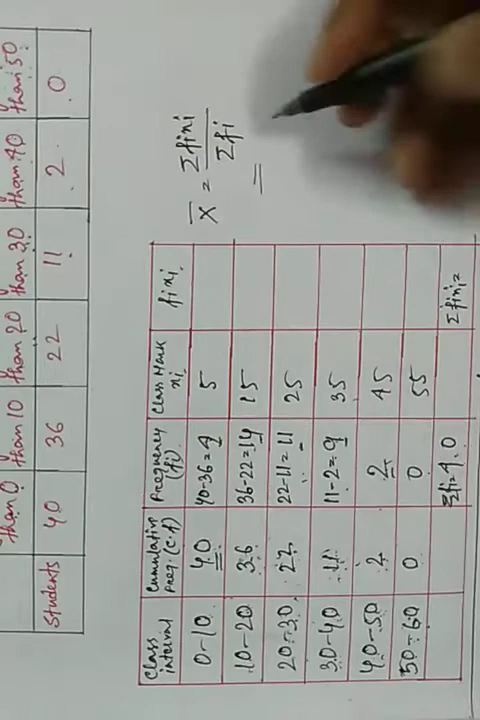 than 0 than 10 than 20 than 30 than 40 than 50
Students 40 36 22 11 2 0
Class interval Cumulative freq. (C.f) Frequency (fi) Class Mark xi fixi
0-10 40 40-36=4 5
10-20 36 36-22=14 15
20-30 22 22-11=11 25
30-40 11 11-2=9 35
40-50 2 2 45
50-60 0 0 55
Σfi=40 Σfixi=
X̄ = Σfixi / Σfi
=